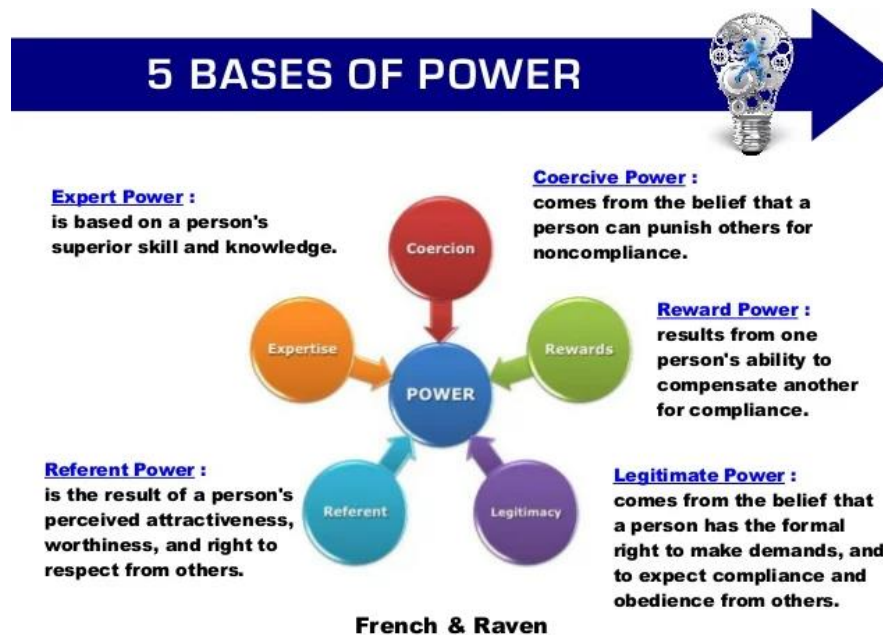 5 BASES OF POWER
Expert Power :
is based on a person's
superior skill and knowledge.
Coercive Power :
comes from the belief that a
person can punish others for
noncompliance.
Coercion
Expertise
Rewards
POWER
Reward Power :
results from one
person's ability to
compensate another
for compliance.
Referent Power :
is the result of a person's
perceived attractiveness,
worthiness, and right to
respect from others.
Referent
Legitimacy
Legitimate Power :
comes from the belief that
a person has the formal
right to make demands, and
to expect compliance and
obedience from others.
French & Raven